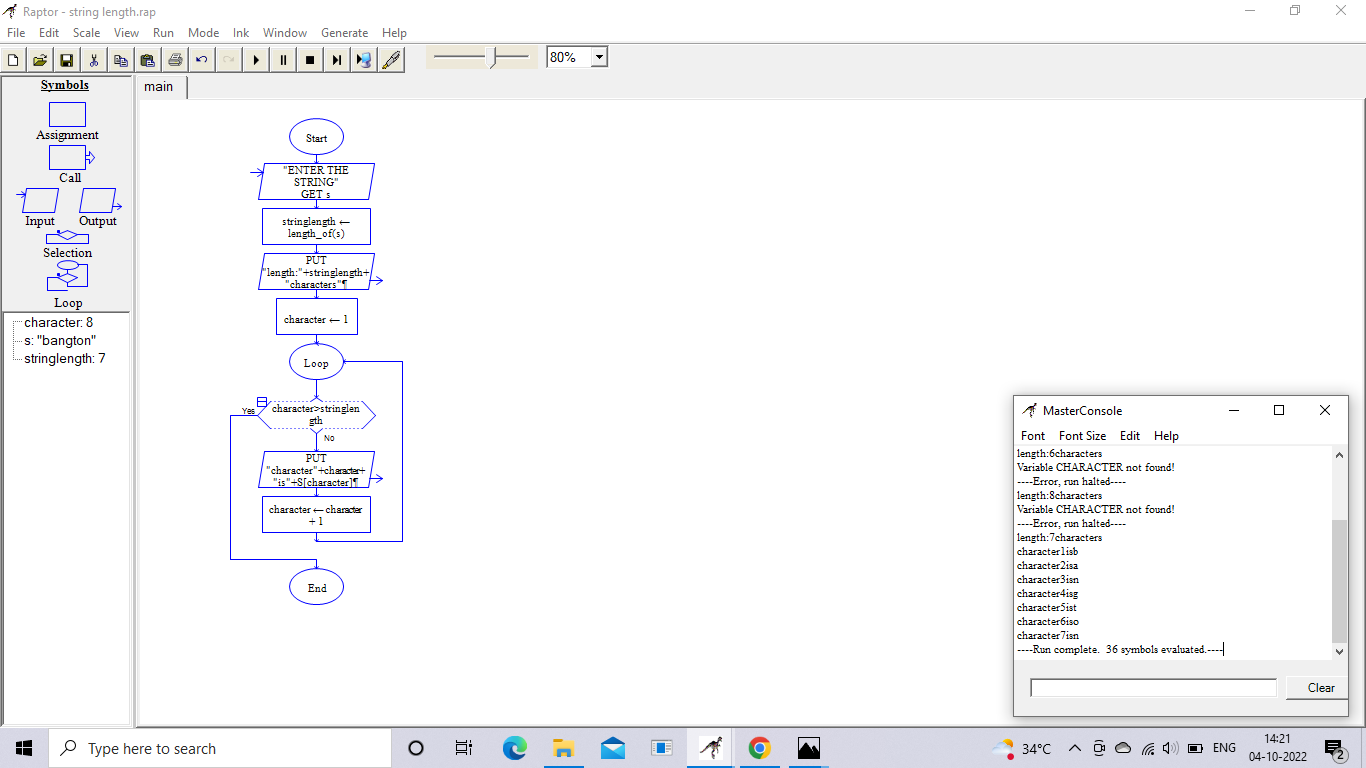 Raptor - string length.rap
File Edit Scale View Run Mode Ink Window Generate Help
80%
Symbols
Assignment
Call
Input Output
Selection
Loop
character: 8
s: "bangton"
stringlength: 7
main
Start
"ENTER THE
STRING"
GET s
stringlength ←
length_of(s)
PUT
"length:"+stringlength+
"characters"¶
character ← 1
Loop
Yes
character>stringlen
gth
No
PUT
"character"+character+
"is"+S[character]¶
character ← character
+ 1
End
MasterConsole
Font Font Size Edit Help
length:6characters
Variable CHARACTER not found!
----Error, run halted----
length:8characters
Variable CHARACTER not found!
----Error, run halted----
length:7characters
character1isb
character2isa
character3isn
character4isg
character5ist
character6iso
character7isn
----Run complete.  36 symbols evaluated.----
Clear
Type here to search
34°C
ENG
14:21
04-10-2022
2